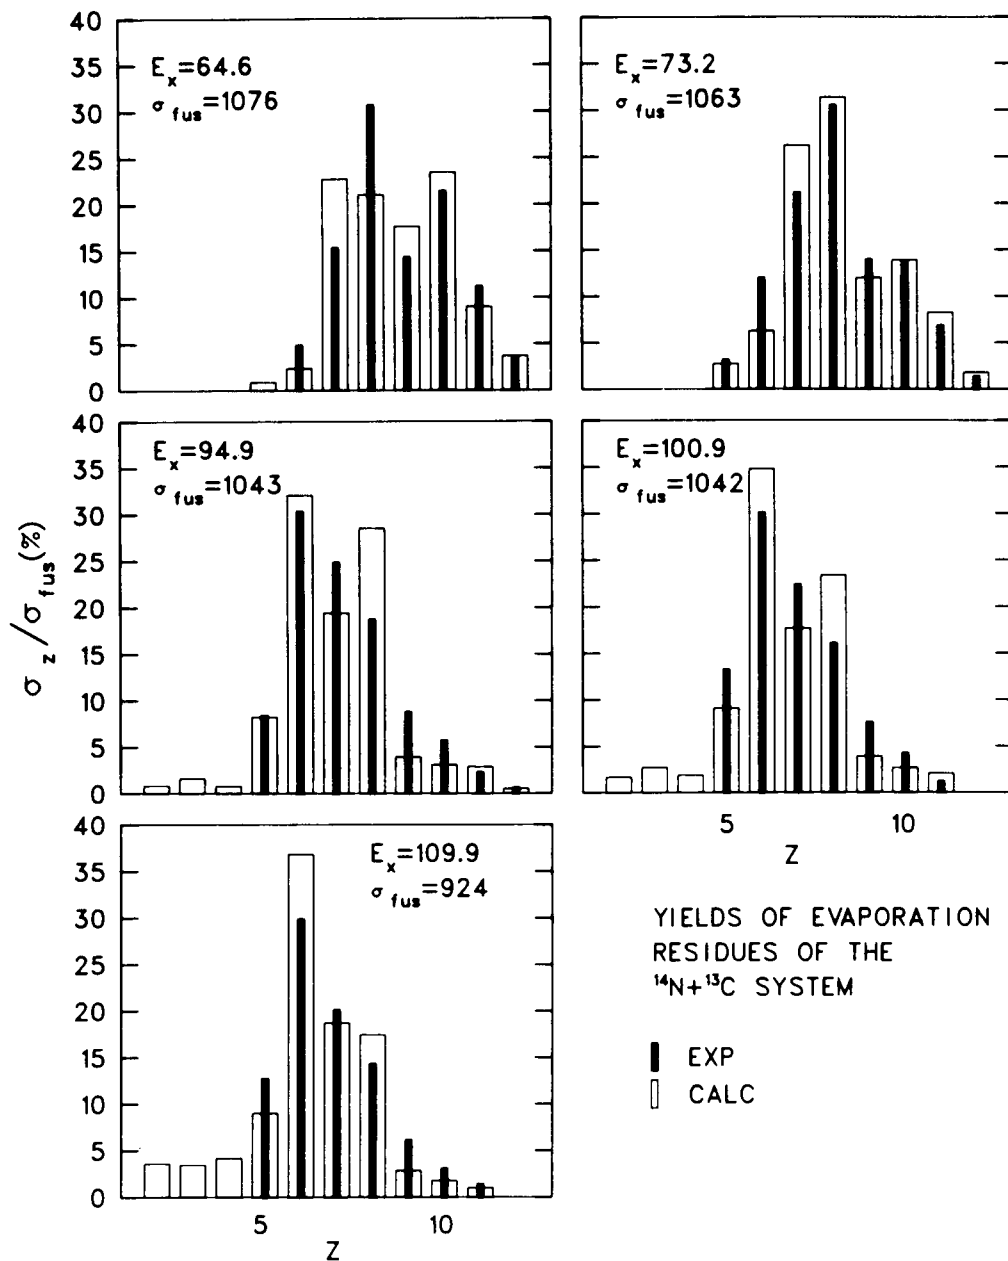 40
35
30
25
20
15
10
5
0
E_x=64.6
σ_fus=1076
E_x=73.2
σ_fus=1063
40
35
30
25
20
15
10
5
0
E_x=94.9
σ_fus=1043
E_x=100.9
σ_fus=1042
5 10
Z
σ_z/σ_fus(%)
40
35
30
25
20
15
10
5
0
E_x=109.9
σ_fus=924
5 10
Z
YIELDS OF EVAPORATION
RESIDUES OF THE
¹⁴N+¹³C SYSTEM
EXP
CALC